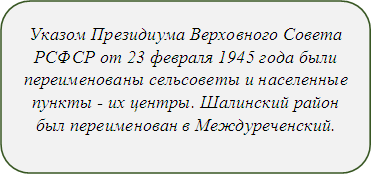 Указом Президиума Верховного Совета
РСФСР от 23 февраля 1945 года были
переименованы сельсоветы и населенные
пункты - их центры. Шалинский район
был переименован в Междуреченский.